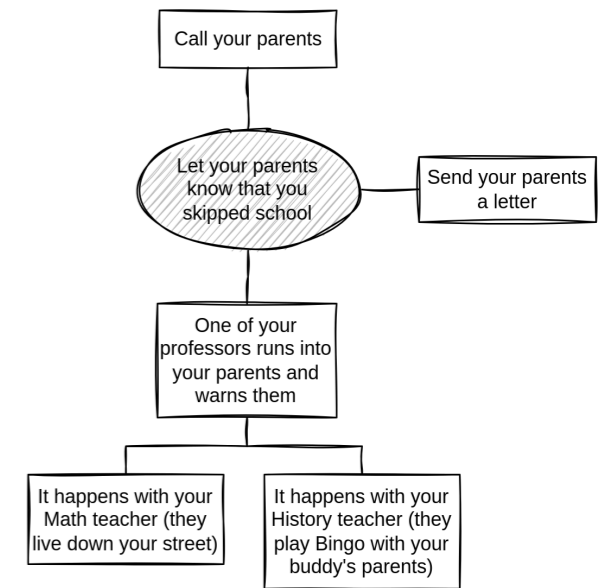 Call your parents
Let your parents
know that you
skipped school
Send your parents
a letter
One of your
professors runs into
your parents and
warns them
It happens with your
Math teacher (they
live down your street)
It happens with your
History teacher (they
play Bingo with your
buddy's parents)